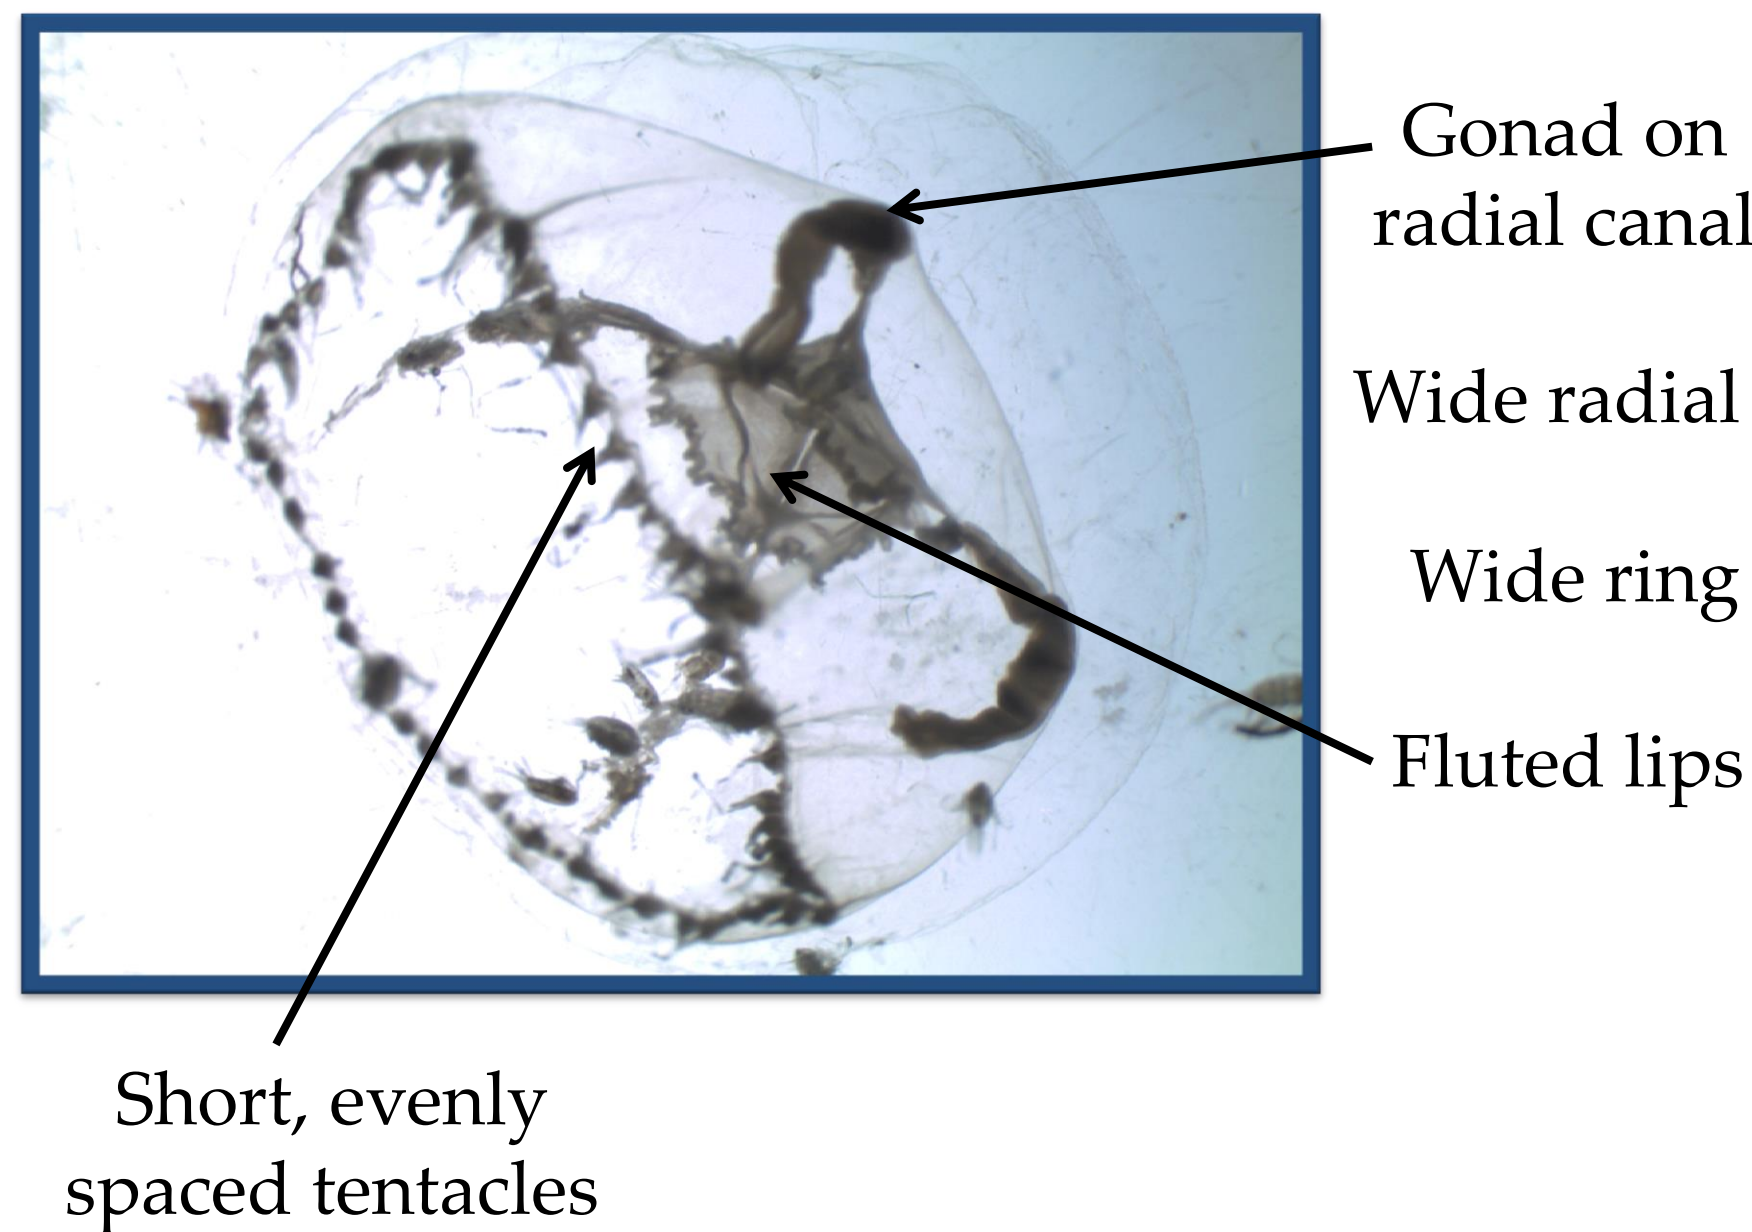 Gonad on
radial canal
Wide radial
Wide ring
Fluted lips
Short, evenly
spaced tentacles